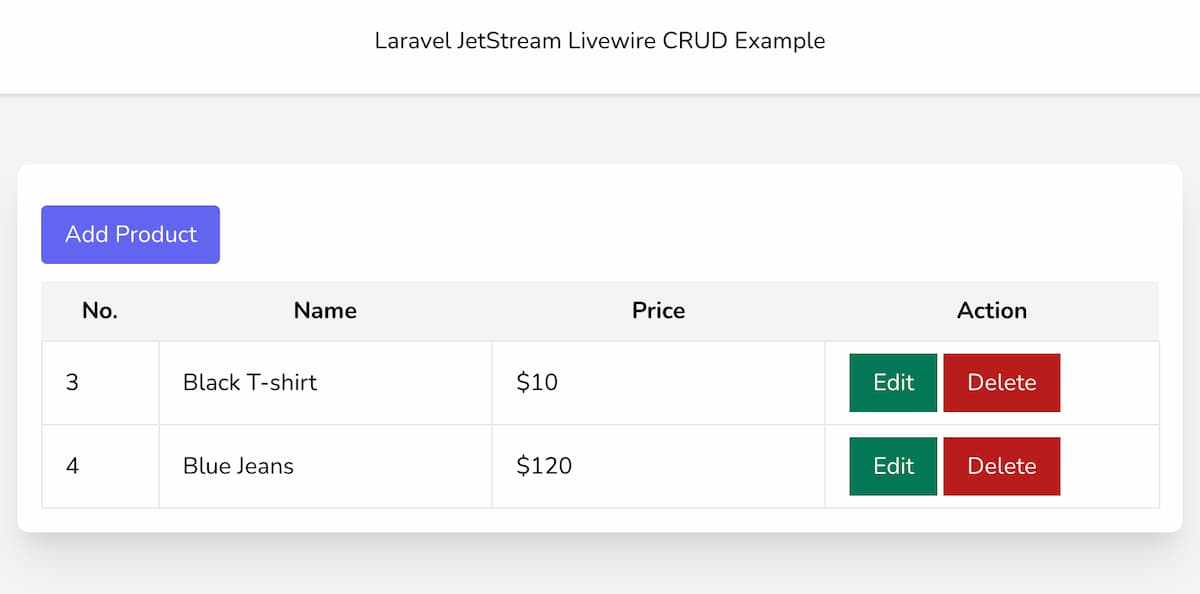 Laravel JetStream Livewire CRUD Example
Add Product
No. Name Price Action
3 Black T-shirt $10 Edit Delete
4 Blue Jeans $120 Edit Delete